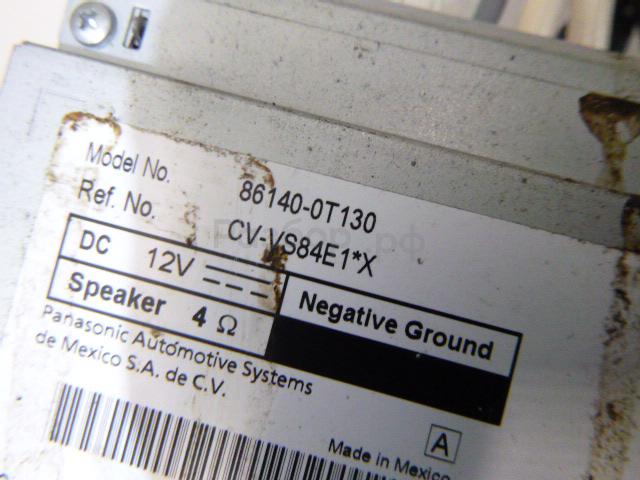 Model No. 86140-0T130
Ref. No. CV-VS84E1*X
DC 12V
Negative Ground
Speaker 4 Ω
Panasonic Automotive Systems
de Mexico S.A. de C.V.
A
Made in Mexico